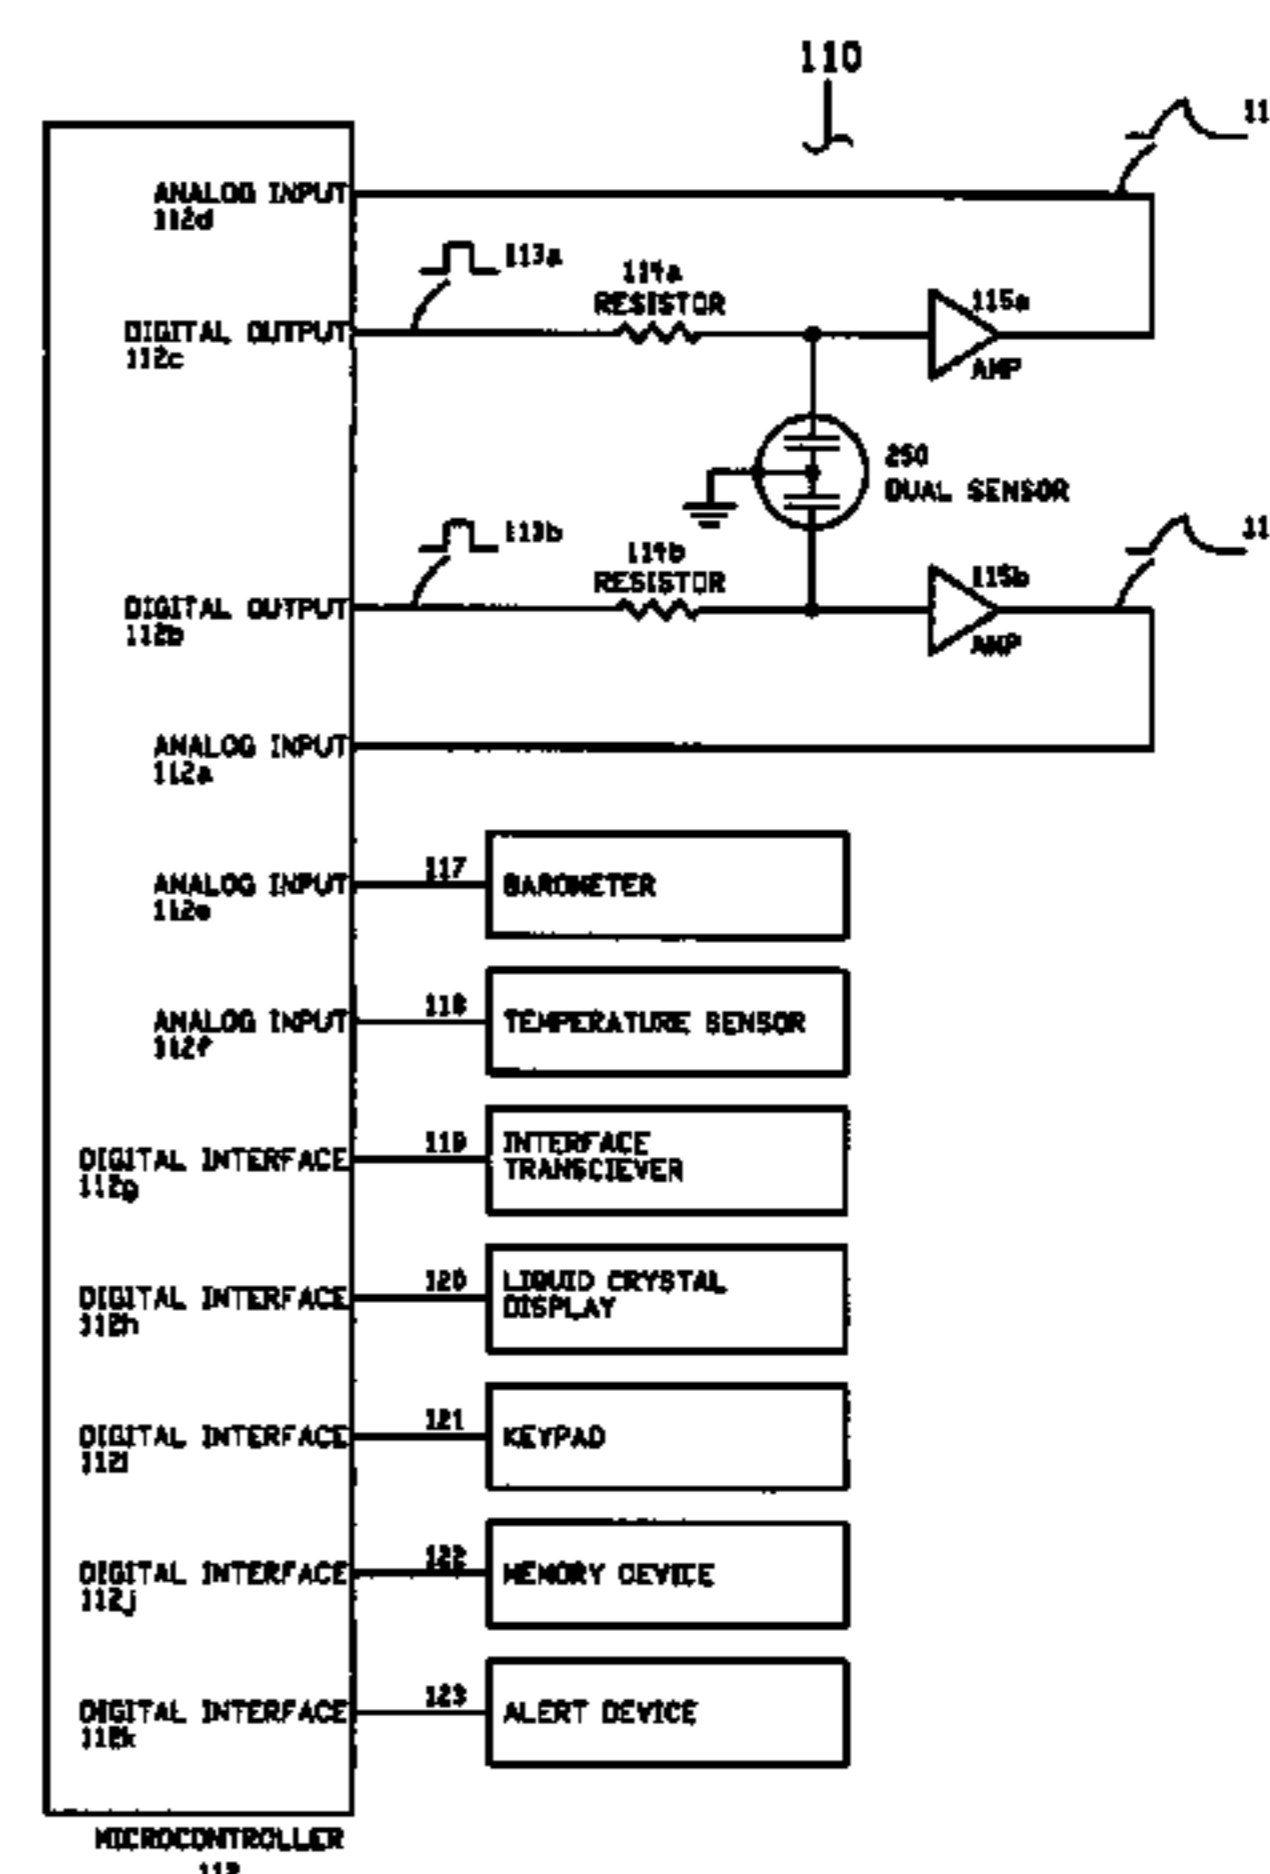 110
11
ANALOG INPUT
112d
113a
114a
RESISTOR
115a
DIGITAL OUTPUT
112c
AMP
250
DUAL SENSOR
113b
11
114b
RESISTOR
115b
DIGITAL OUTPUT
112b
AMP
ANALOG INPUT
112a
117
BAROMETER
ANALOG INPUT
112e
118
TEMPERATURE SENSOR
ANALOG INPUT
112f
119
INTERFACE
TRANSCIEVER
DIGITAL INTERFACE
112g
120
LIQUID CRYSTAL
DISPLAY
DIGITAL INTERFACE
112h
121
KEYPAD
DIGITAL INTERFACE
112i
122
MEMORY DEVICE
DIGITAL INTERFACE
112j
123
ALERT DEVICE
DIGITAL INTERFACE
112k
MICROCONTROLLER
112